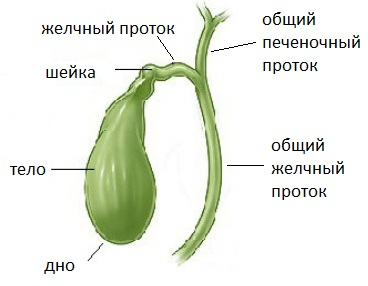 желчный проток
общий
печеночный
проток
шейка
тело
общий
желчный
проток
дно